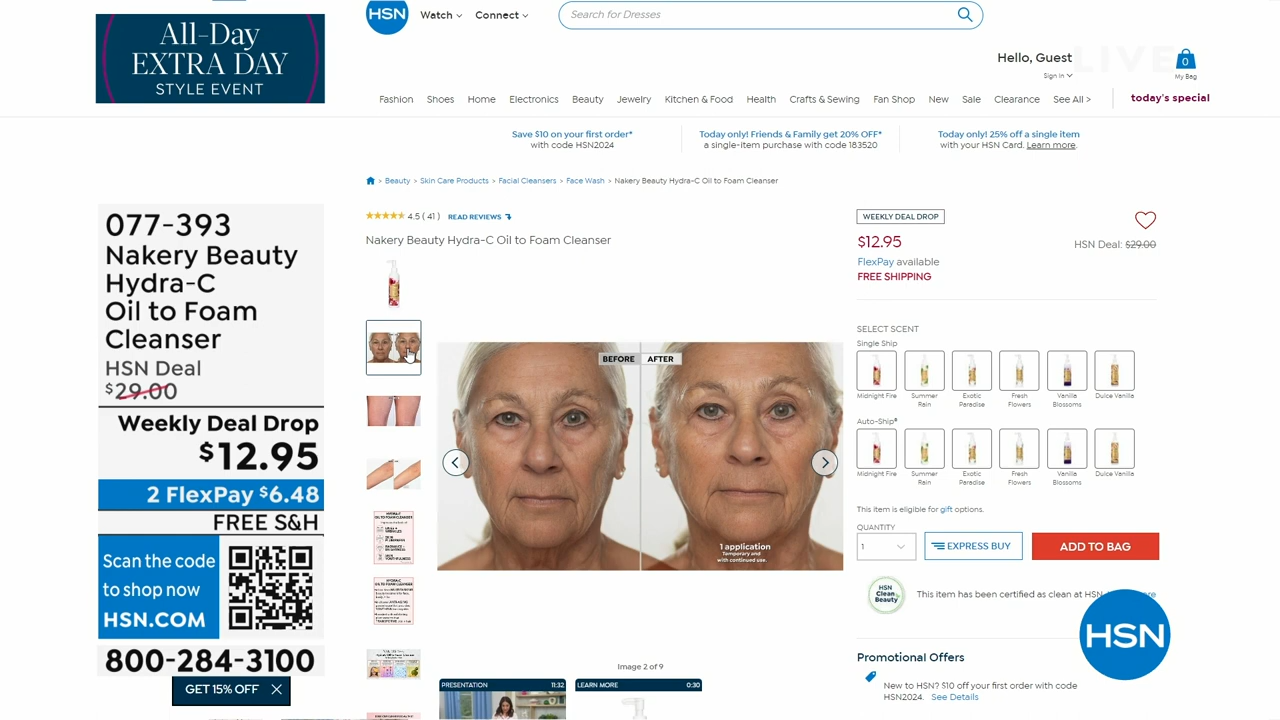 All-Day
EXTRA DAY
STYLE EVENT
HSN
Watch
Connect
Search for Dresses
Hello, Guest
Sign In
LIVE
0
My Bag
Fashion
Shoes
Home
Electronics
Beauty
Jewelry
Kitchen & Food
Health
Crafts & Sewing
Fan Shop
New
Sale
Clearance
See All >
today's special
Save $10 on your first order*
with code HSN2024
Today only! Friends & Family get 20% OFF*
a single-item purchase with code 183520
Today only! 25% off a single item
with your HSN Card. Learn more.
> Beauty > Skin Care Products > Facial Cleansers > Face Wash > Nakery Beauty Hydra-C Oil to Foam Cleanser
077-393
Nakery Beauty
Hydra-C
Oil to Foam
Cleanser
HSN Deal
$29.00
Weekly Deal Drop
$12.95
2 FlexPay $6.48
FREE S&H
Scan the code
to shop now
HSN.COM
800-284-3100
GET 15% OFF
4.5 ( 41 )
READ REVIEWS
Nakery Beauty Hydra-C Oil to Foam Cleanser
BEFORE
AFTER
1 application
Temporary and
with continued use.
Image 2 of 9
PRESENTATION
11:32
LEARN MORE
0:30
WEEKLY DEAL DROP
$12.95
HSN Deal: $29.00
FlexPay available
FREE SHIPPING
SELECT SCENT
Single Ship
Midnight Fire
Summer
Rain
Exotic
Paradise
Fresh
Flowers
Vanilla
Blossoms
Dulce Vanilla
Auto-Ship®
Midnight Fire
Summer
Rain
Exotic
Paradise
Fresh
Flowers
Vanilla
Blossoms
Dulce Vanilla
This item is eligible for gift options.
QUANTITY
1
EXPRESS BUY
ADD TO BAG
HSN
Clean
Beauty
This item has been certified as clean at HSN
HSN
Promotional Offers
New to HSN? $10 off your first order with code
HSN2024. See Details